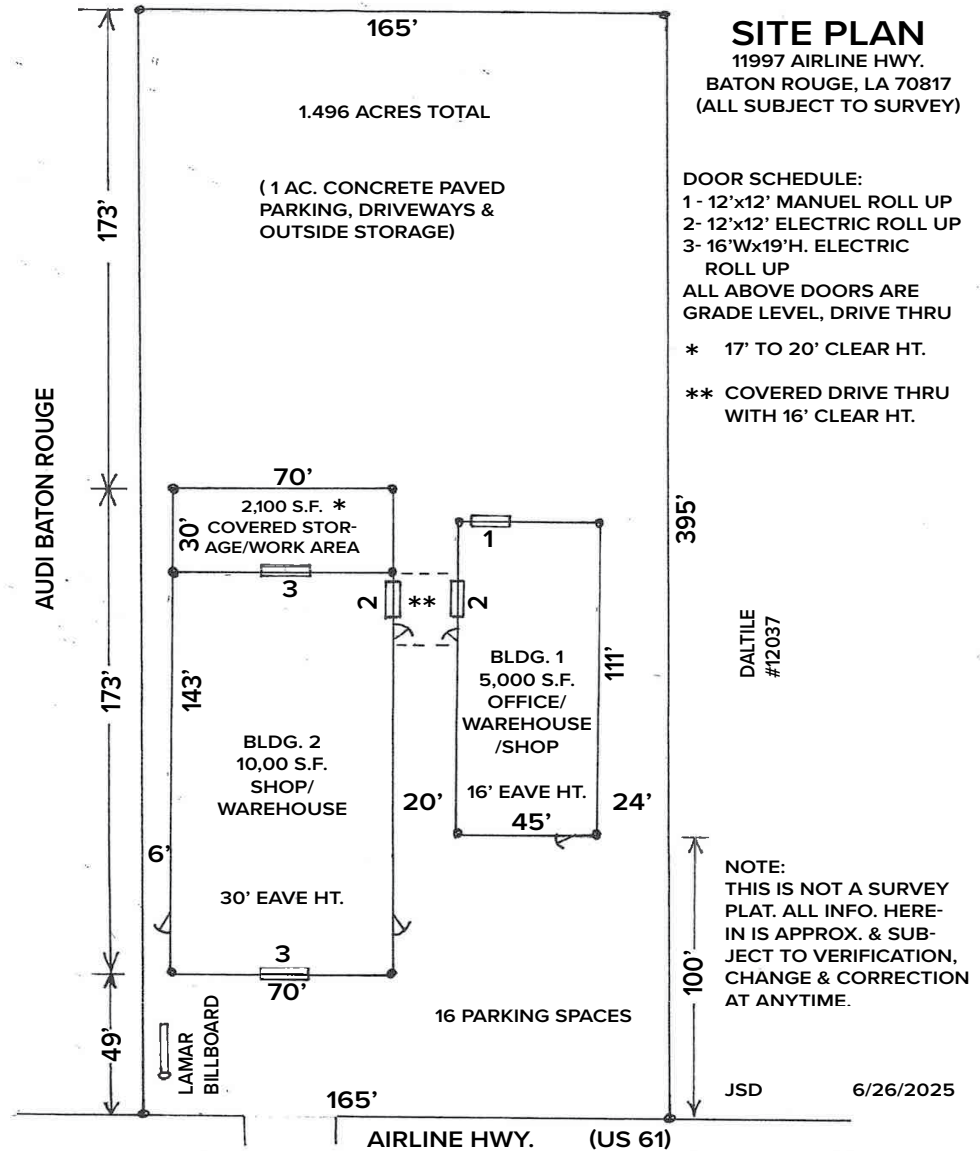 165'
SITE PLAN
11997 AIRLINE HWY.
BATON ROUGE, LA 70817
(ALL SUBJECT TO SURVEY)
1.496 ACRES TOTAL
( 1 AC. CONCRETE PAVED
PARKING, DRIVEWAYS &
OUTSIDE STORAGE)
DOOR SCHEDULE:
1 - 12'x12' MANUEL ROLL UP
2- 12'x12' ELECTRIC ROLL UP
3- 16'Wx19'H. ELECTRIC
ROLL UP
ALL ABOVE DOORS ARE
GRADE LEVEL, DRIVE THRU
* 17' TO 20' CLEAR HT.
** COVERED DRIVE THRU
WITH 16' CLEAR HT.
173'
AUDI BATON ROUGE
173'
49'
70'
2,100 S.F. *
COVERED STOR-
AGE/WORK AREA
30'
3
2
**
2
1
143'
BLDG. 2
10,00 S.F.
SHOP/
WAREHOUSE
6'
30' EAVE HT.
3
70'
20'
BLDG. 1
5,000 S.F.
OFFICE/
WAREHOUSE
/SHOP
111'
16' EAVE HT.
45'
24'
395'
DALTILE
#12037
100'
NOTE:
THIS IS NOT A SURVEY
PLAT. ALL INFO. HERE-
IN IS APPROX. & SUB-
JECT TO VERIFICATION,
CHANGE & CORRECTION
AT ANYTIME.
16 PARKING SPACES
LAMAR
BILLBOARD
JSD 6/26/2025
165'
AIRLINE HWY. (US 61)